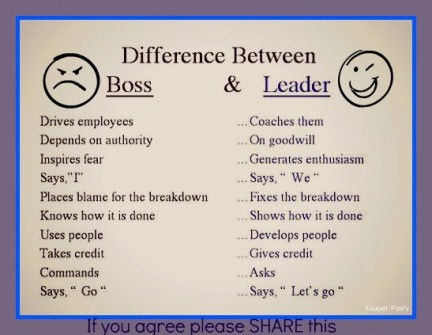 Difference Between
Boss & Leader
Drives employees ...Coaches them
Depends on authority ...On goodwill
Inspires fear ...Generates enthusiasm
Says,"I" ...Says, " We "
Places blame for the breakdown ...Fixes the breakdown
Knows how it is done ...Shows how it is done
Uses people ...Develops people
Takes credit ...Gives credit
Commands ...Asks
Says, " Go " ...Says, " Let's go "
If you agree please SHARE this